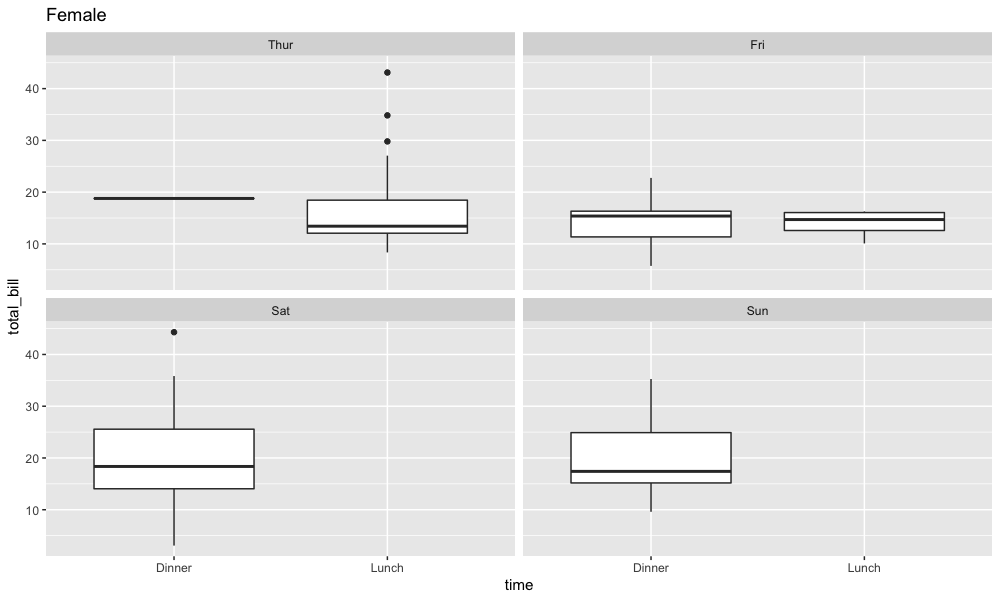 Female
Thur
Fri
40
30
20
10
Sat
Sun
40
30
20
10
total_bill
Dinner
Lunch
Dinner
Lunch
time